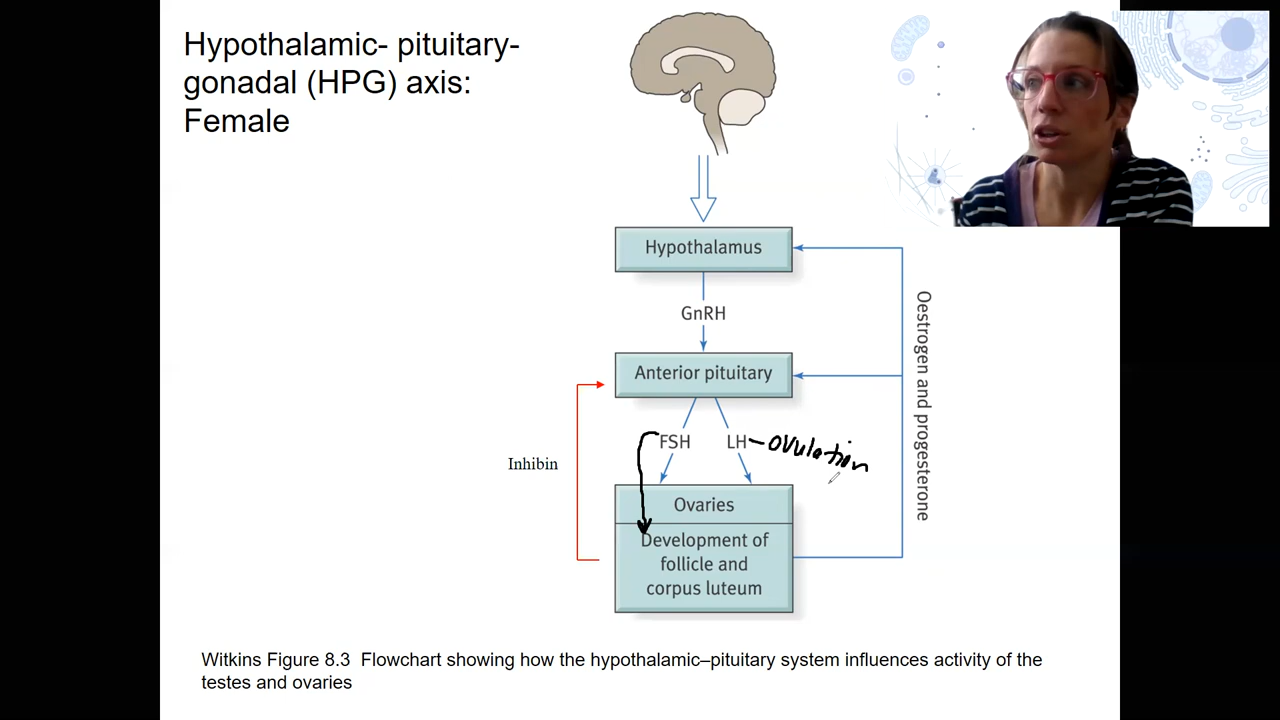 Hypothalamic- pituitary-
gonadal (HPG) axis:
Female
Hypothalamus
GnRH
Anterior pituitary
FSH
LH
ovulation
Inhibin
Ovaries
Development of
follicle and
corpus luteum
Oestrogen and progesterone
Witkins Figure 8.3 Flowchart showing how the hypothalamic–pituitary system influences activity of the
testes and ovaries